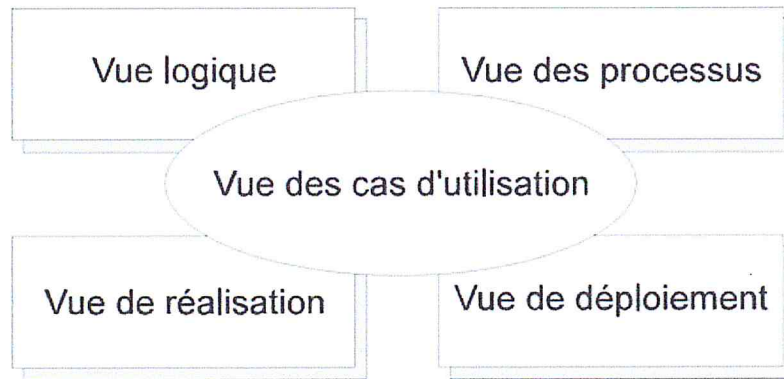 Vue logique
Vue des processus
Vue des cas d'utilisation
Vue de réalisation
Vue de déploiement